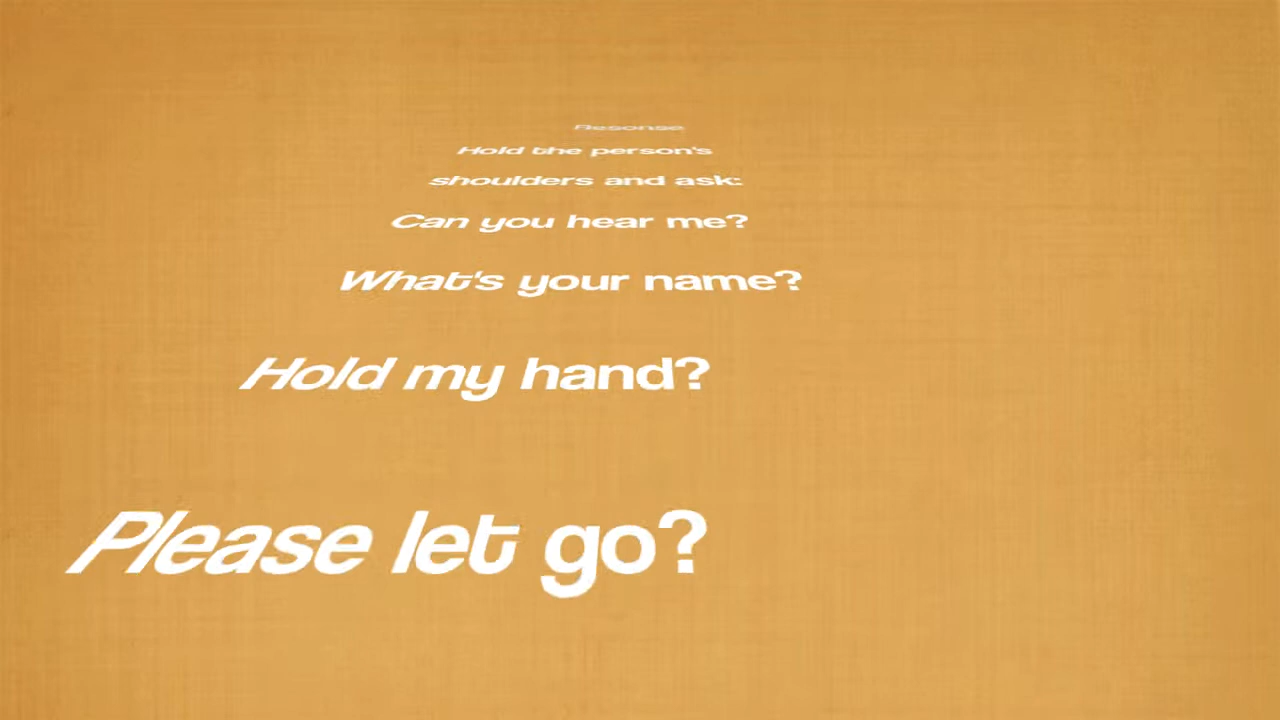 Resonse
Hold the person's
shoulders and ask:
Can you hear me?
What's your name?
Hold my hand?
Please let go?